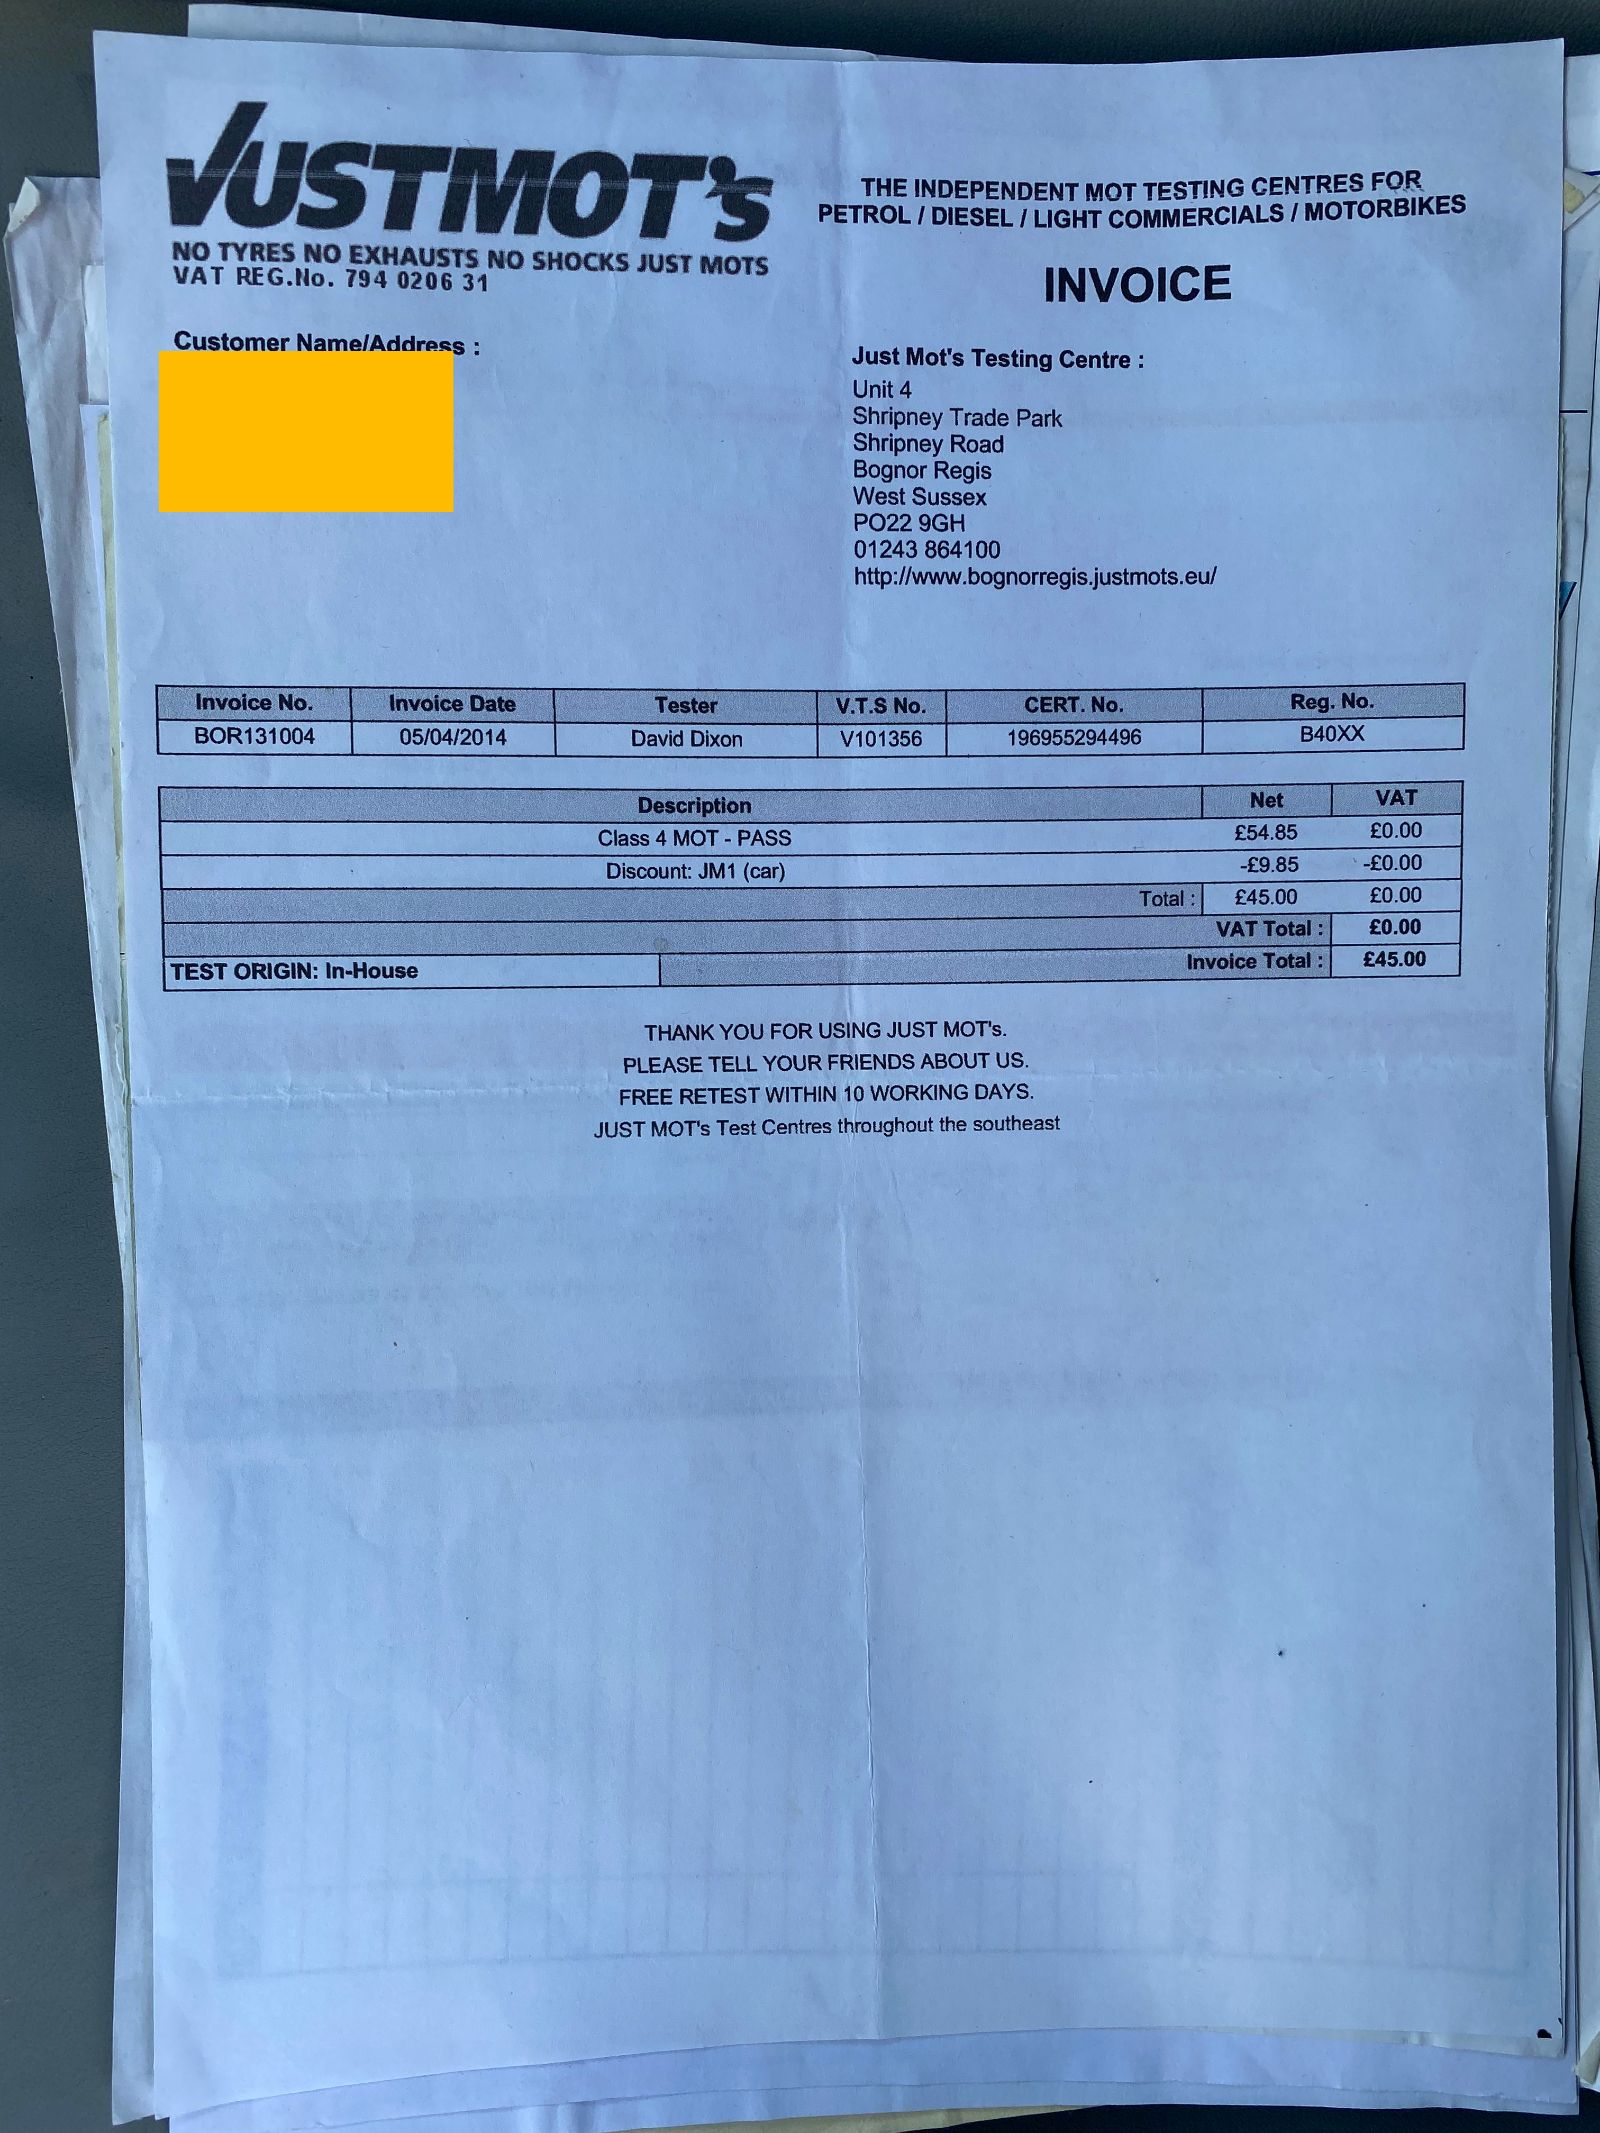 JUSTMOT's
NO TYRES NO EXHAUSTS NO SHOCKS JUST MOTS
VAT REG.No. 794 0206 31
THE INDEPENDENT MOT TESTING CENTRES FOR
PETROL / DIESEL / LIGHT COMMERCIALS / MOTORBIKES
INVOICE
Customer Name/Address :
Just Mot's Testing Centre :
Unit 4
Shripney Trade Park
Shripney Road
Bognor Regis
West Sussex
PO22 9GH
01243 864100
http://www.bognorregis.justmots.eu/
Invoice No. Invoice Date Tester V.T.S No. CERT. No. Reg. No.
BOR131004 05/04/2014 David Dixon V101356 196955294496 B40XX
Description Net VAT
Class 4 MOT - PASS £54.85 £0.00
Discount: JM1 (car) -£9.85 -£0.00
Total : £45.00 £0.00
VAT Total : £0.00
TEST ORIGIN: In-House Invoice Total : £45.00
THANK YOU FOR USING JUST MOT's.
PLEASE TELL YOUR FRIENDS ABOUT US.
FREE RETEST WITHIN 10 WORKING DAYS.
JUST MOT's Test Centres throughout the southeast